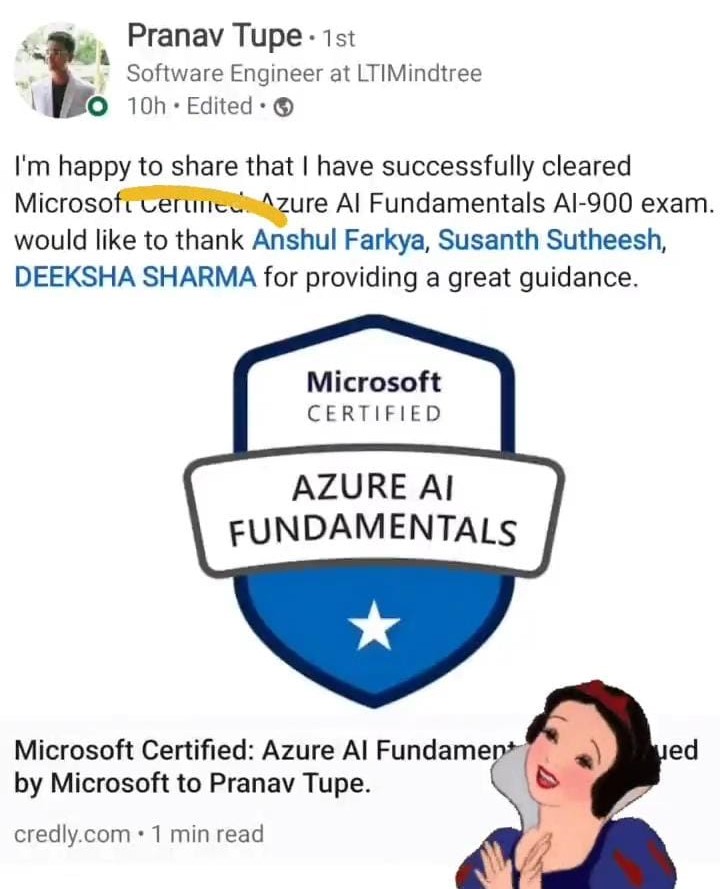 Pranav Tupe · 1st
Software Engineer at LTIMindtree
10h • Edited •
I'm happy to share that I have successfully cleared
Microsoft Certified: Azure AI Fundamentals AI-900 exam.
would like to thank Anshul Farkya, Susanth Sutheesh,
DEEKSHA SHARMA for providing a great guidance.
Microsoft
CERTIFIED
AZURE AI
FUNDAMENTALS
Microsoft Certified: Azure AI
by Microsoft to Pranav Tupe.
credly.com • 1 min read